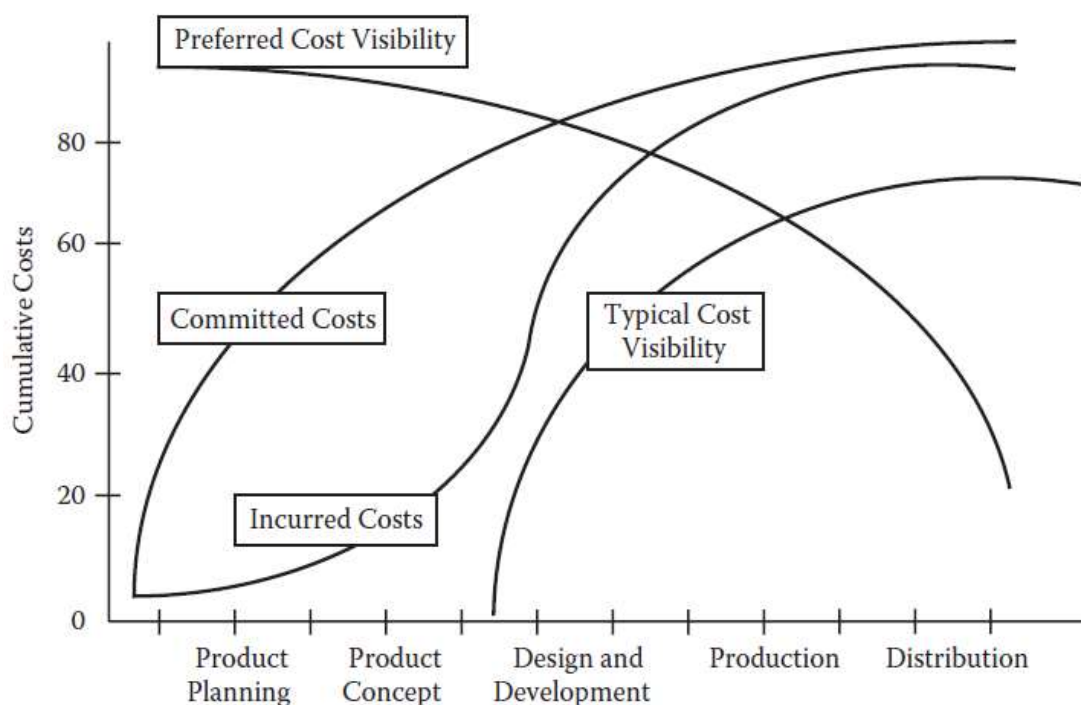 Preferred Cost Visibility
80
60
40
20
0
Cumulative Costs
Committed Costs
Typical Cost
Visibility
Incurred Costs
Product
Planning
Product
Concept
Design and
Development
Production
Distribution